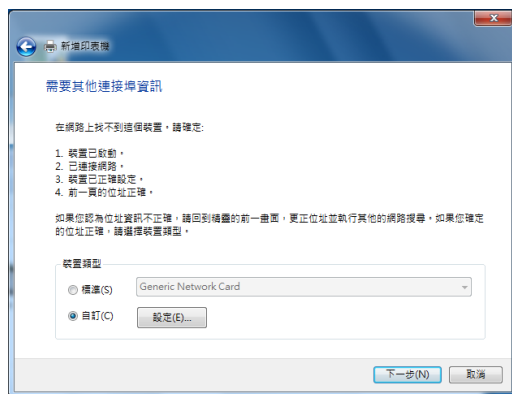 新增印表機
需要其他連接埠資訊
在網路上找不到這個裝置，請確定:
1. 裝置已啟動。
2. 已連接網路。
3. 裝置已正確設定。
4. 前一頁的位址正確。
如果您認為位址資訊不正確，請回到精靈的前一畫面，更正位址並執行其他的網路搜尋。如果您確定
的位址正確，請選擇裝置類型。
裝置類型
標準(S) Generic Network Card
自訂(C) 設定(E)...
下一步(N) 取消